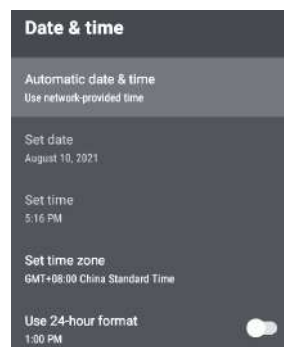 Date & time
Automatic date & time
Use network-provided time
Set date
August 10, 2021
Set time
5:16 PM
Set time zone
GMT+08:00 China Standard Time
Use 24-hour format
1:00 PM